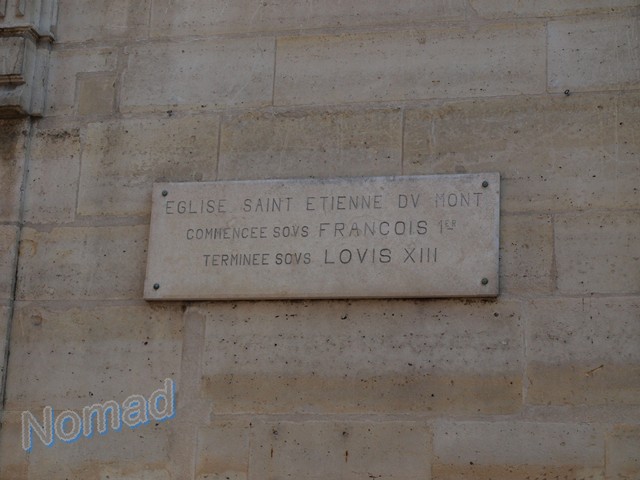 EGLISE SAINT ETIENNE DV MONT
COMMENCEE SOVS FRANCOIS 1ER
TERMINEE SOVS LOVIS XIII
Nomad